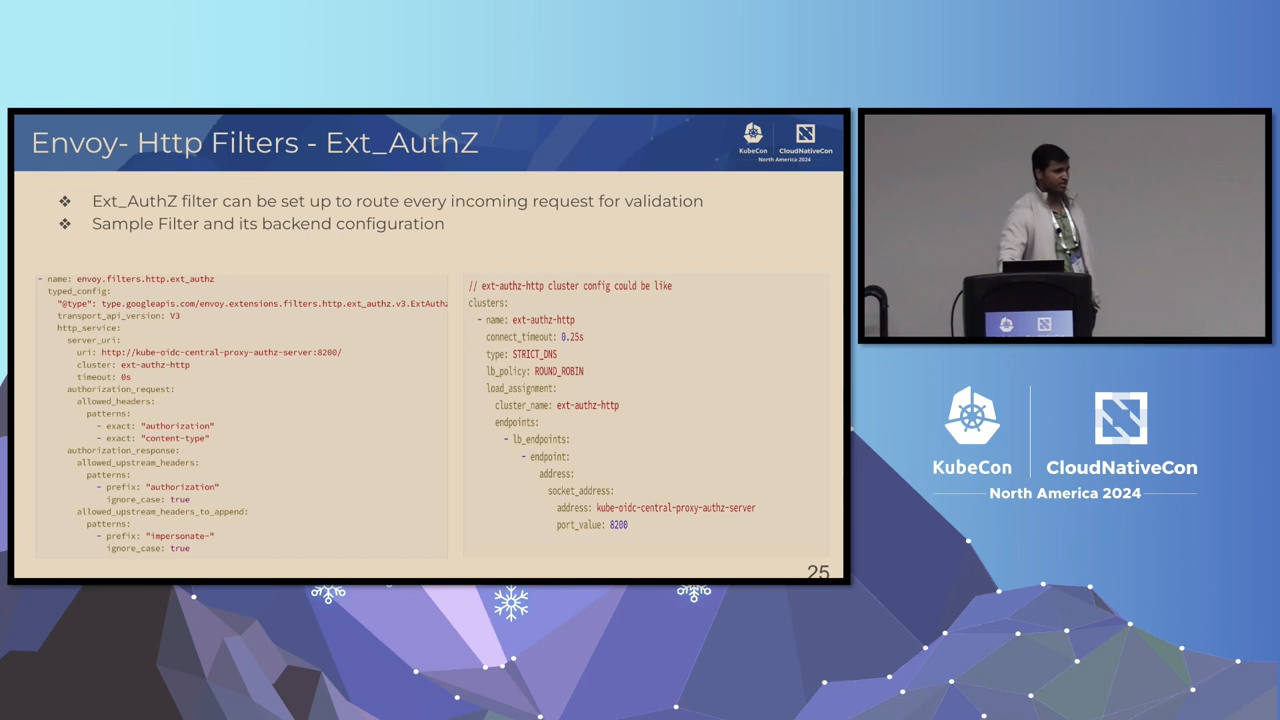 Envoy- Http Filters - Ext_AuthZ
KubeCon
CloudNativeCon
North America 2024
❖ Ext_AuthZ filter can be set up to route every incoming request for validation
❖ Sample Filter and its backend configuration
- name: envoy.filters.http.ext_authz
typed_config:
"@type": type.googleapis.com/envoy.extensions.filters.http.ext_authz.v3.ExtAuthz
transport_api_version: V3
http_service:
server_uri:
uri: http://kube-oidc-central-proxy-authz-server:8200/
cluster: ext-authz-http
timeout: 0s
authorization_request:
allowed_headers:
patterns:
- exact: "authorization"
- exact: "content-type"
authorization_response:
allowed_upstream_headers:
patterns:
- prefix: "authorization"
ignore_case: true
allowed_upstream_headers_to_append:
patterns:
- prefix: "impersonate-"
ignore_case: true
// ext-authz-http cluster config could be like
clusters:
- name: ext-authz-http
connect_timeout: 0.25s
type: STRICT_DNS
lb_policy: ROUND_ROBIN
load_assignment:
cluster_name: ext-authz-http
endpoints:
- lb_endpoints:
- endpoint:
address:
socket_address:
address: kube-oidc-central-proxy-authz-server
port_value: 8200
25
KubeCon
CloudNativeCon
North America 2024